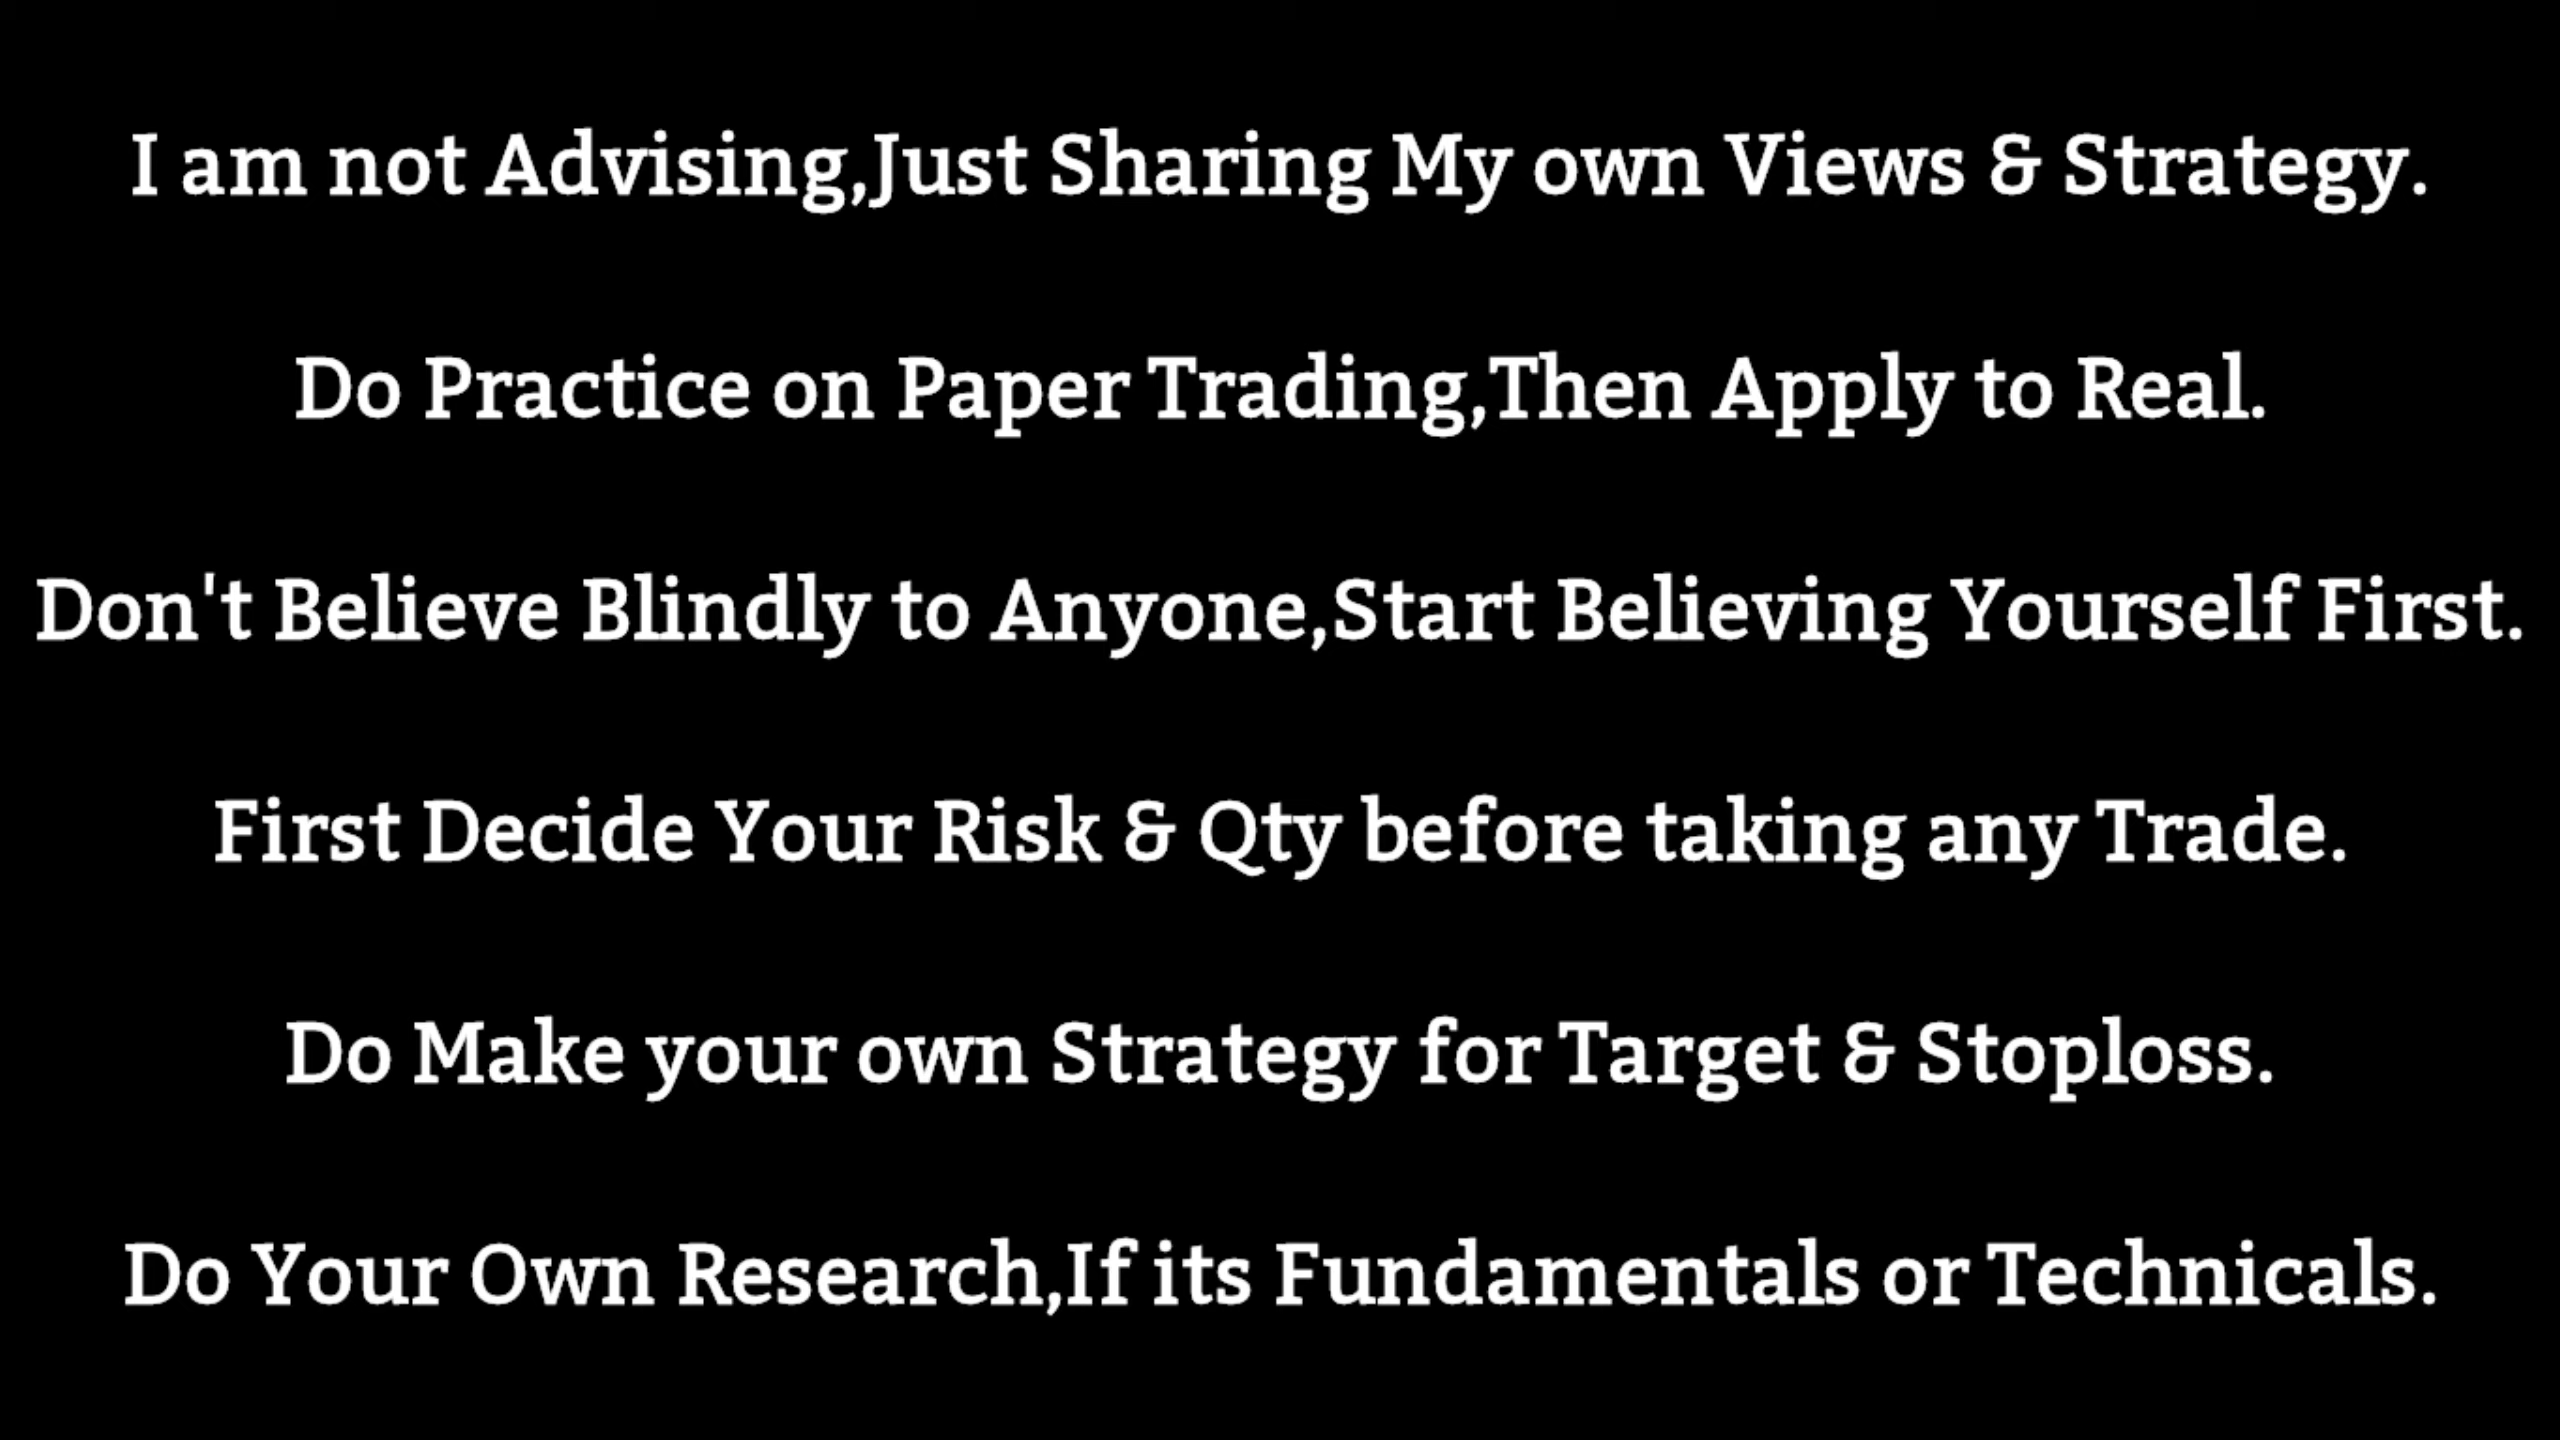 I am not Advising,Just Sharing My own Views & Strategy.
Do Practice on Paper Trading,Then Apply to Real.
Don't Believe Blindly to Anyone,Start Believing Yourself First.
First Decide Your Risk & Qty before taking any Trade.
Do Make your own Strategy for Target & Stoploss.
Do Your Own Research,If its Fundamentals or Technicals.